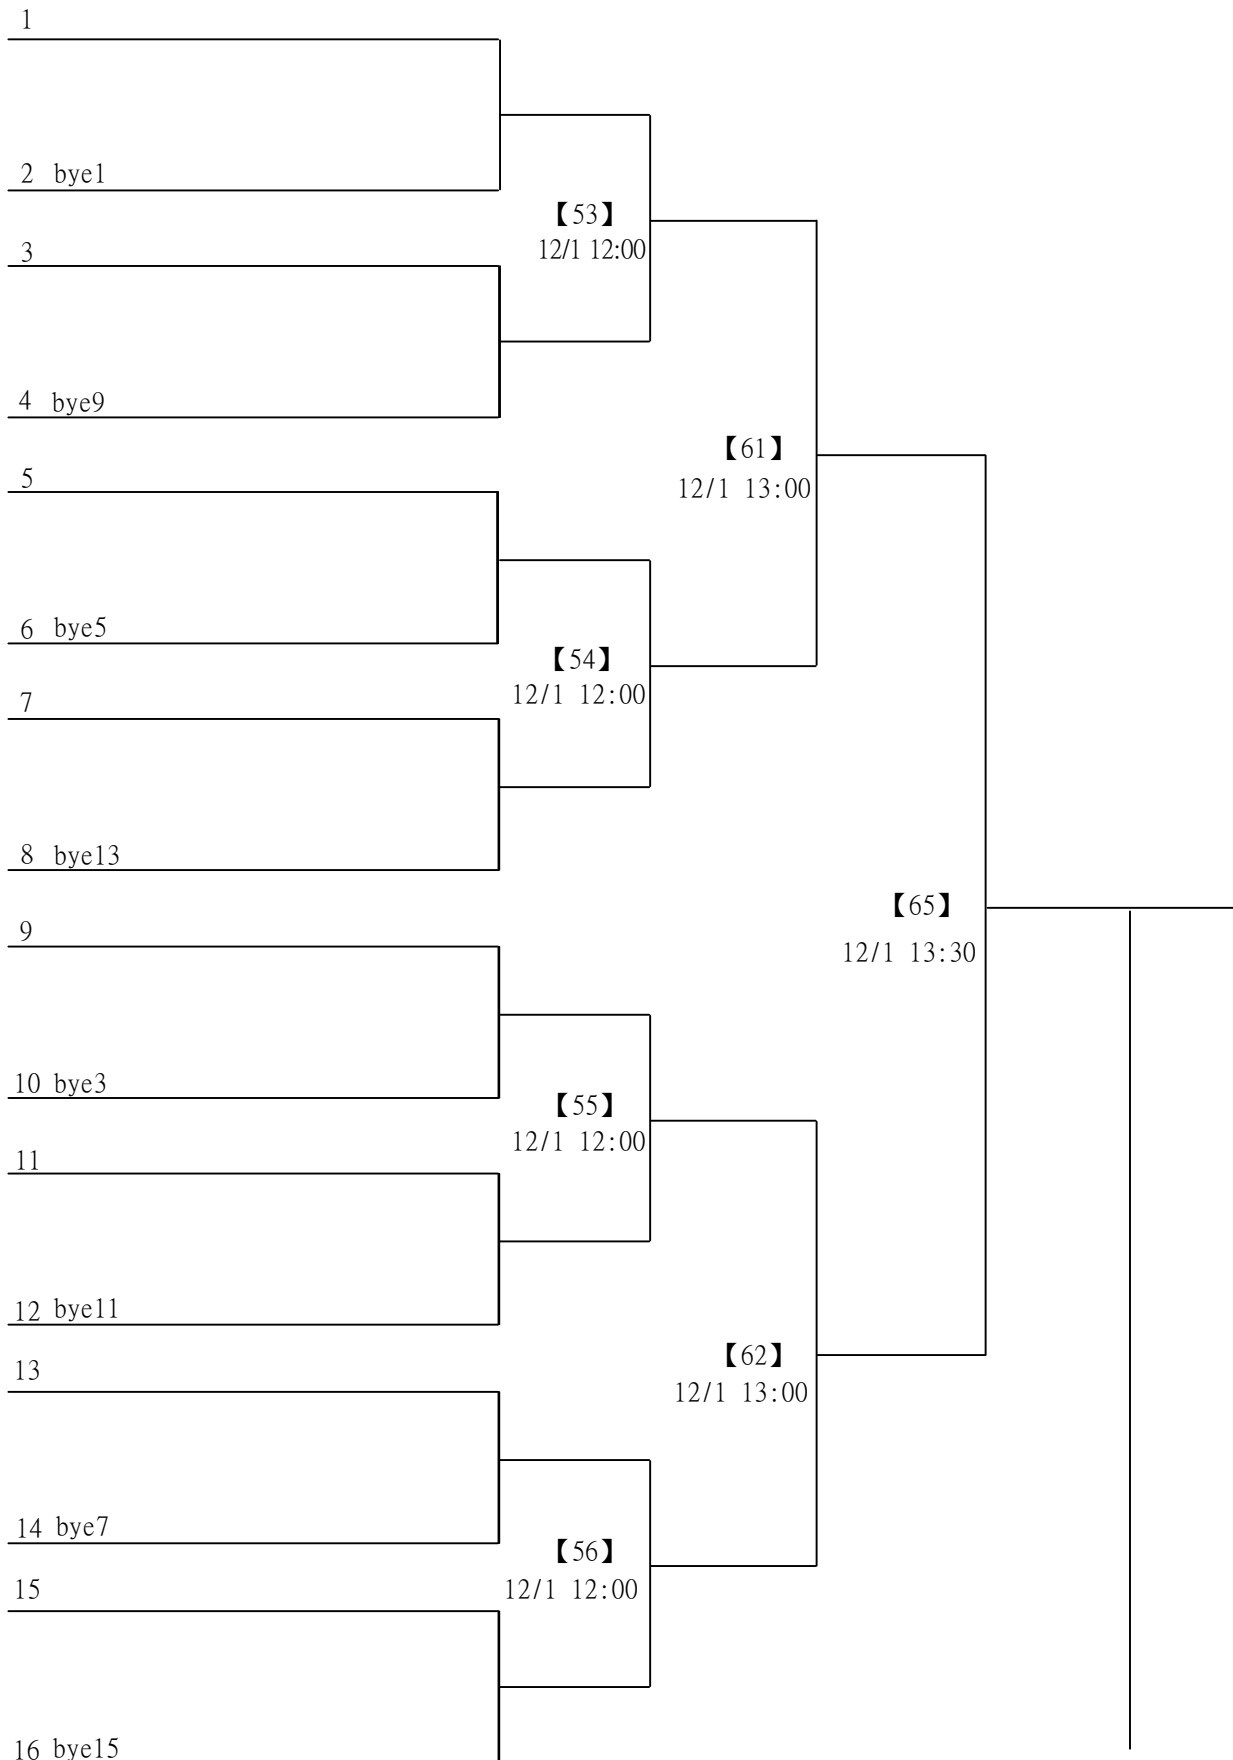 1
2 bye1
【53】
12/1 12:00
3
4 bye9
【61】
12/1 13:00
5
6 bye5
【54】
12/1 12:00
7
8 bye13
【65】
12/1 13:30
9
10 bye3
【55】
12/1 12:00
11
12 bye11
【62】
12/1 13:00
13
14 bye7
【56】
12/1 12:00
15
16 bye15